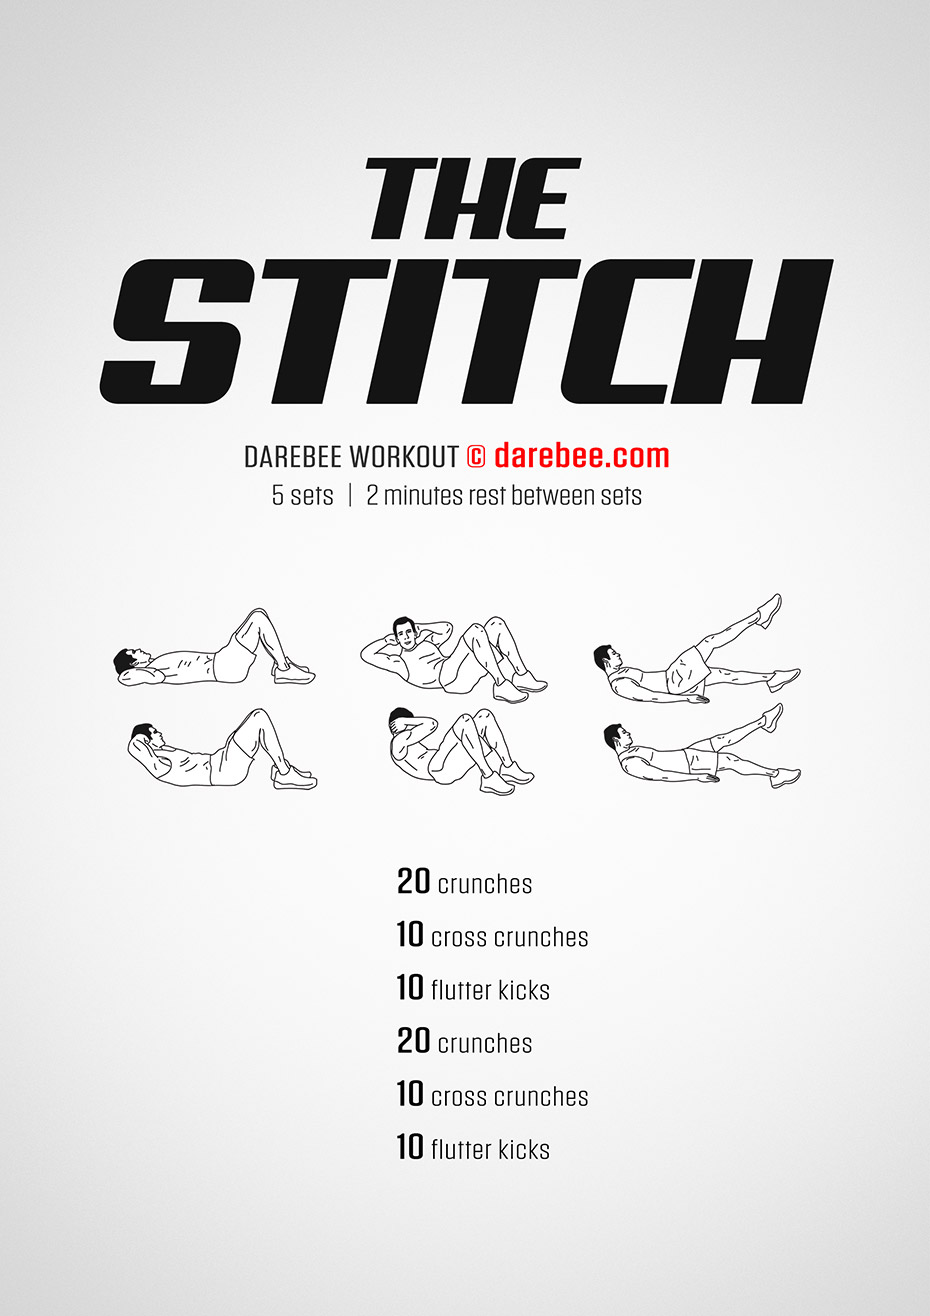 THE
STITCH
DAREBEE WORKOUT © darebee.com
5 sets | 2 minutes rest between sets
20 crunches
10 cross crunches
10 flutter kicks
20 crunches
10 cross crunches
10 flutter kicks